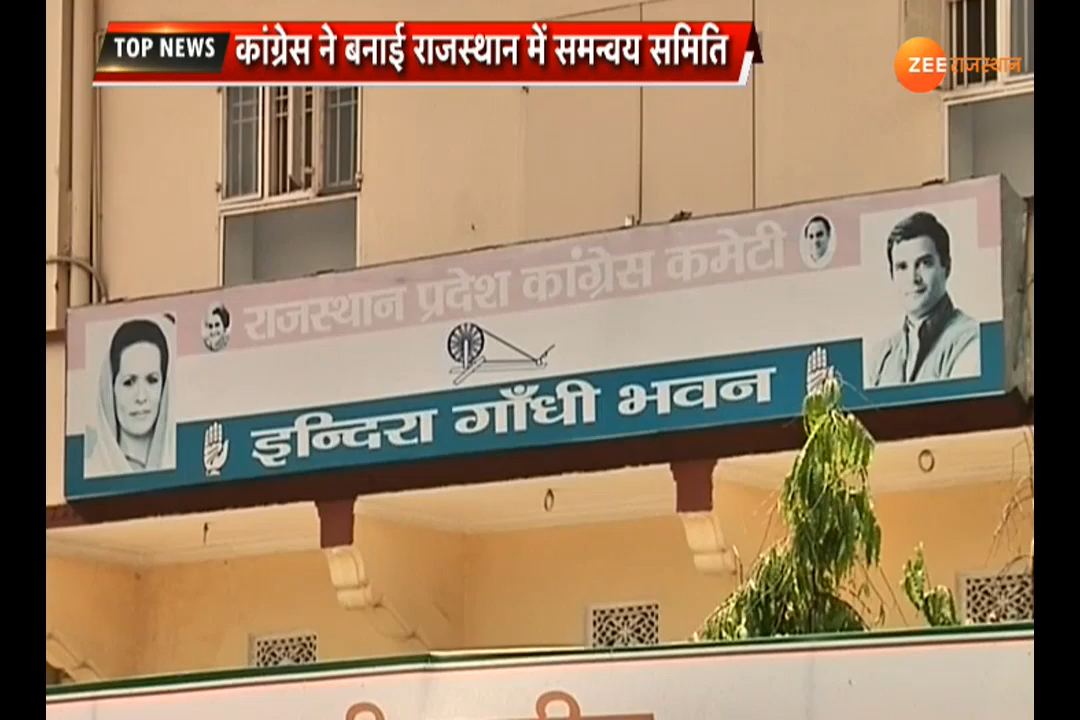 TOP NEWS कांग्रेस ने बनाई राजस्थान में समन्वय समिति
ZEE राजस्थान
राजस्थान प्रदेश कांग्रेस कमेटी
इन्दिरा गाँधी भवन